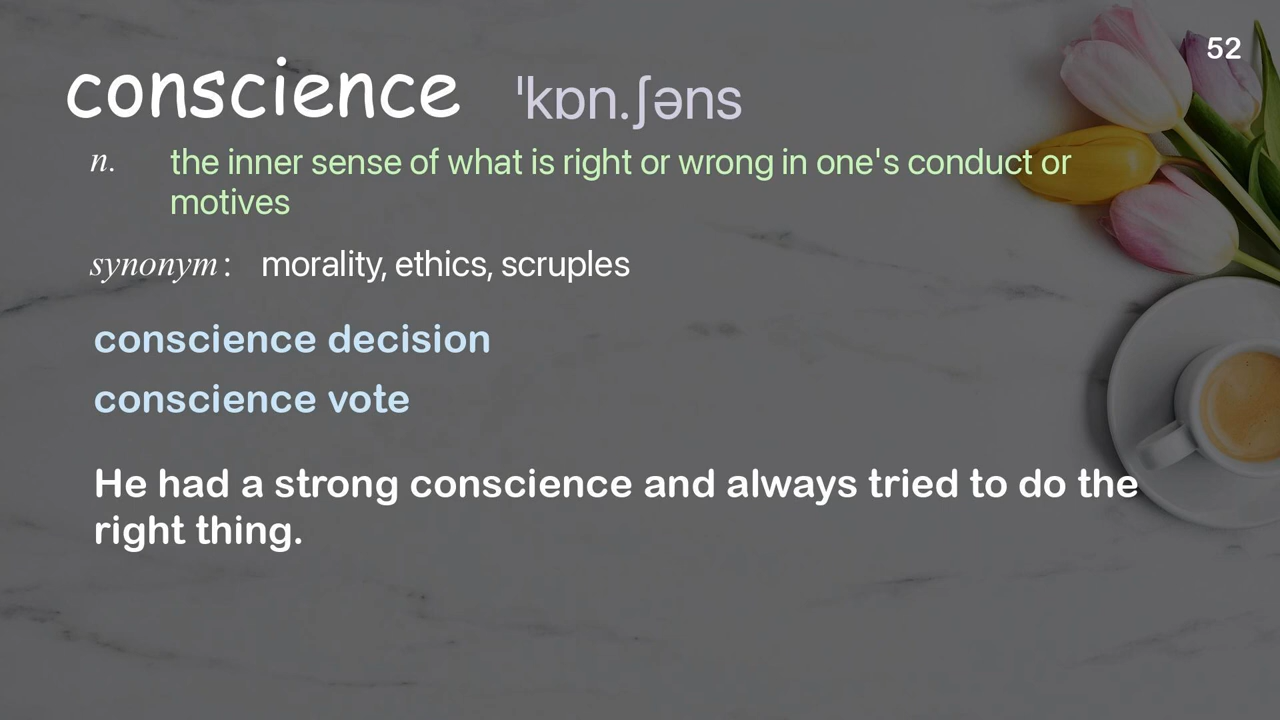 52
conscience ˈkɒn.ʃəns
n. the inner sense of what is right or wrong in one's conduct or
motives
synonym : morality, ethics, scruples
conscience decision
conscience vote
He had a strong conscience and always tried to do the
right thing.